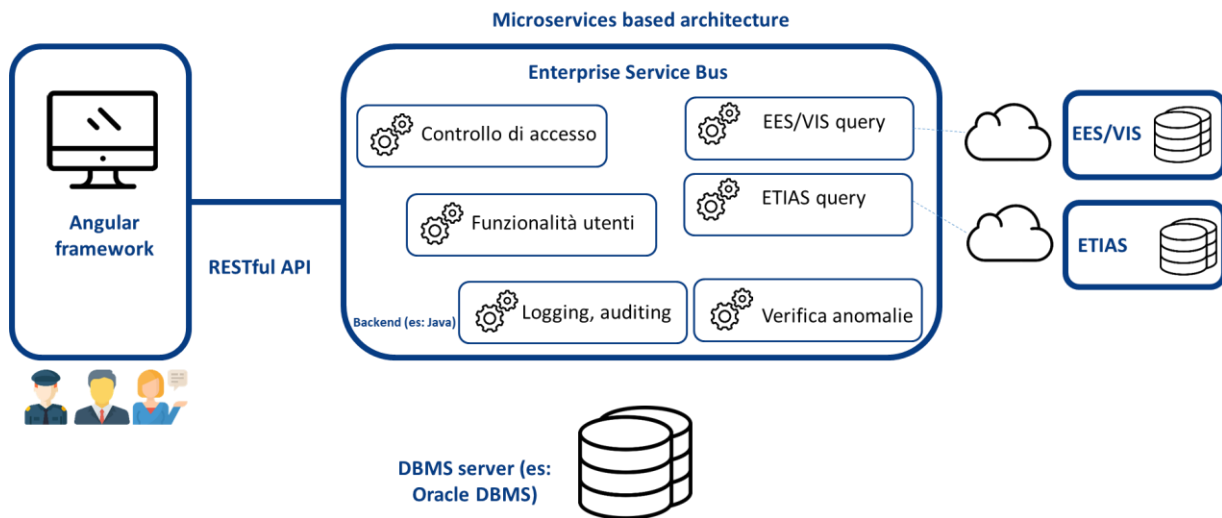 Microservices based architecture
Enterprise Service Bus
Controllo di accesso
EES/VIS query
EES/VIS
ETIAS query
Angular
framework
Funzionalità utenti
ETIAS
RESTful API
Backend (es: Java)
Logging, auditing
Verifica anomalie
DBMS server (es:
Oracle DBMS)